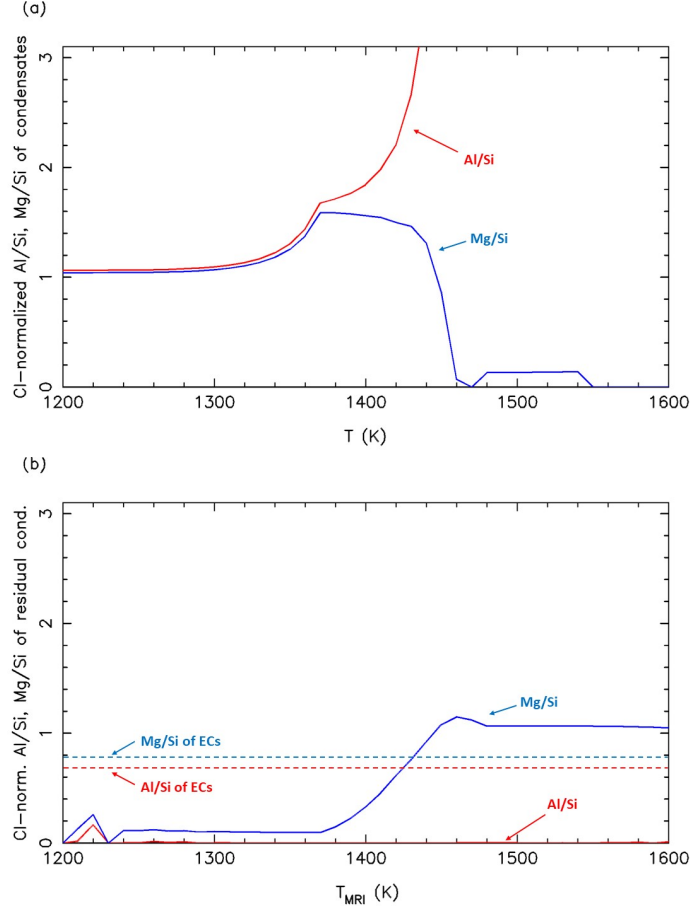 (a)
CI-normalized Al/Si, Mg/Si of condensates
3
2
1
0
Al/Si
Mg/Si
1200
1300
1400
1500
1600
T (K)
(b)
CI-norm. Al/Si, Mg/Si of residual cond.
3
2
1
0
Mg/Si
Mg/Si of ECs
Al/Si of ECs
Al/Si
1200
1300
1400
1500
1600
T_MRI (K)